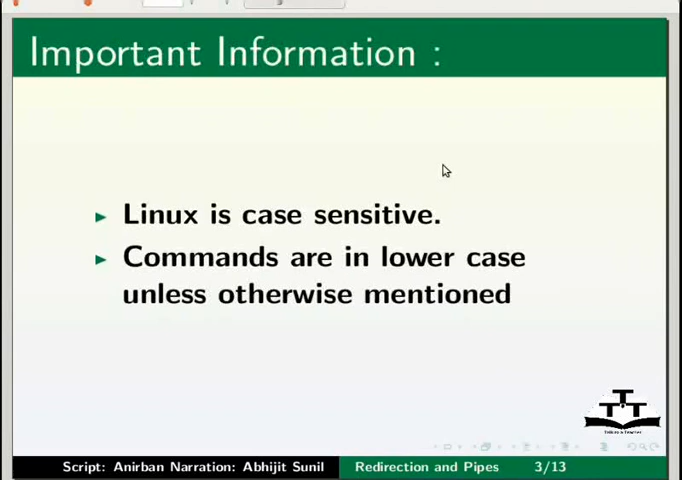 Important Information :
Linux is case sensitive.
Commands are in lower case
unless otherwise mentioned
TTT
Script: Anirban Narration: Abhijit Sunil Redirection and Pipes 3/13